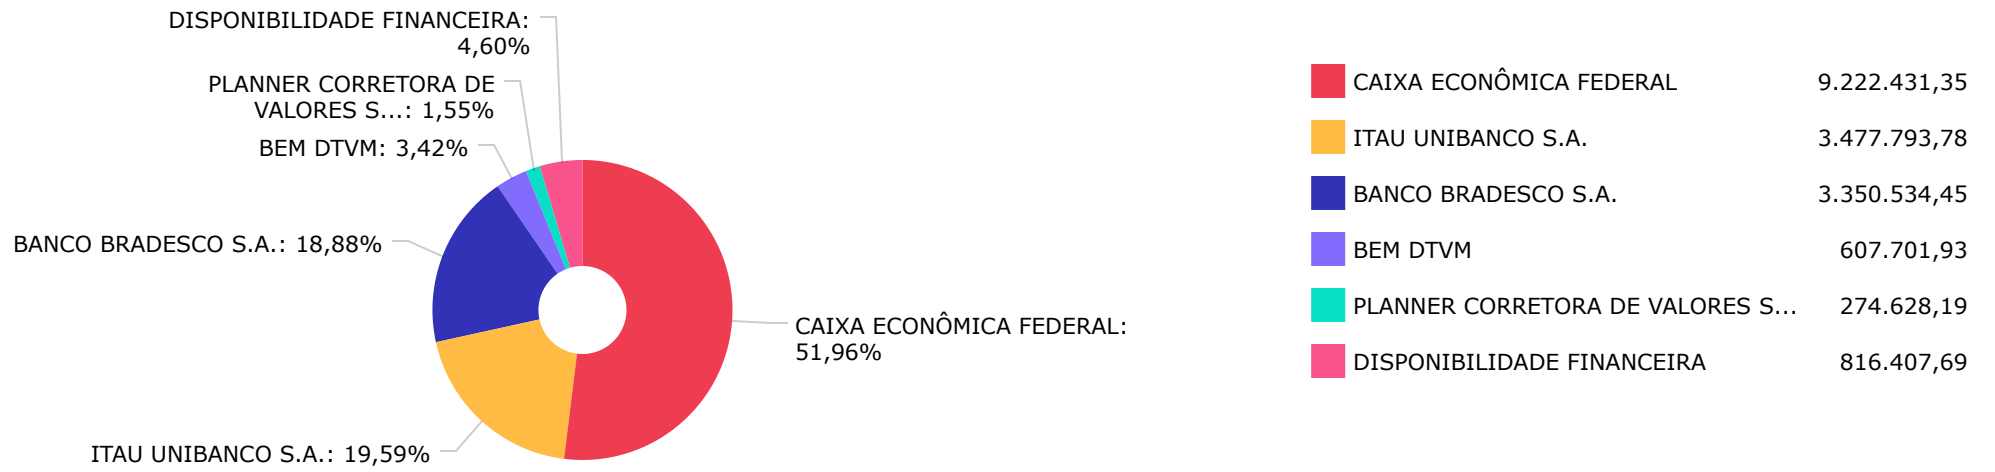 DISPONIBILIDADE FINANCEIRA:
4,60%
PLANNER CORRETORA DE
VALORES S...: 1,55%
BEM DTVM: 3,42%
BANCO BRADESCO S.A.: 18,88%
CAIXA ECONÔMICA FEDERAL:
51,96%
ITAU UNIBANCO S.A.: 19,59%
CAIXA ECONÔMICA FEDERAL 9.222.431,35
ITAU UNIBANCO S.A. 3.477.793,78
BANCO BRADESCO S.A. 3.350.534,45
BEM DTVM 607.701,93
PLANNER CORRETORA DE VALORES S... 274.628,19
DISPONIBILIDADE FINANCEIRA 816.407,69